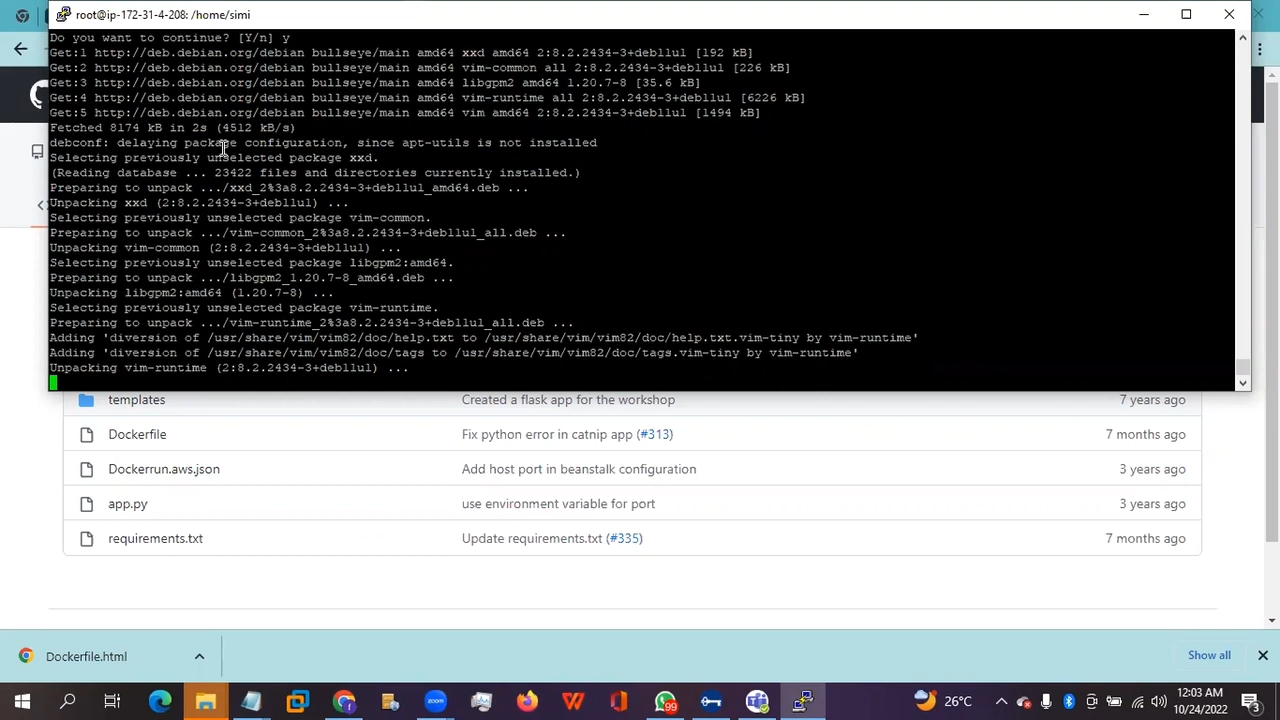 root@ip-172-31-4-208: /home/simi
Do you want to continue? [Y/n] y
Get:1 http://deb.debian.org/debian bullseye/main amd64 xxd amd64 2:8.2.2434-3+deb11u1 [192 kB]
Get:2 http://deb.debian.org/debian bullseye/main amd64 vim-common all 2:8.2.2434-3+deb11u1 [226 kB]
Get:3 http://deb.debian.org/debian bullseye/main amd64 libgpm2 amd64 1.20.7-8 [35.6 kB]
Get:4 http://deb.debian.org/debian bullseye/main amd64 vim-runtime all 2:8.2.2434-3+deb11u1 [6226 kB]
Get:5 http://deb.debian.org/debian bullseye/main amd64 vim amd64 2:8.2.2434-3+deb11u1 [1494 kB]
Fetched 8174 kB in 2s (4512 kB/s)
debconf: delaying package configuration, since apt-utils is not installed
Selecting previously unselected package xxd.
(Reading database ... 23422 files and directories currently installed.)
Preparing to unpack .../xxd_2%3a8.2.2434-3+deb11u1_amd64.deb ...
Unpacking xxd (2:8.2.2434-3+deb11u1) ...
Selecting previously unselected package vim-common.
Preparing to unpack .../vim-common_2%3a8.2.2434-3+deb11u1_all.deb ...
Unpacking vim-common (2:8.2.2434-3+deb11u1) ...
Selecting previously unselected package libgpm2:amd64.
Preparing to unpack .../libgpm2_1.20.7-8_amd64.deb ...
Unpacking libgpm2:amd64 (1.20.7-8) ...
Selecting previously unselected package vim-runtime.
Preparing to unpack .../vim-runtime_2%3a8.2.2434-3+deb11u1_all.deb ...
Adding 'diversion of /usr/share/vim/vim82/doc/help.txt to /usr/share/vim/vim82/doc/help.txt.vim-tiny by vim-runtime'
Adding 'diversion of /usr/share/vim/vim82/doc/tags to /usr/share/vim/vim82/doc/tags.vim-tiny by vim-runtime'
Unpacking vim-runtime (2:8.2.2434-3+deb11u1) ...
templates Created a flask app for the workshop 7 years ago
Dockerfile Fix python error in catnip app (#313) 7 months ago
Dockerrun.aws.json Add host port in beanstalk configuration 3 years ago
app.py use environment variable for port 3 years ago
requirements.txt Update requirements.txt (#335) 7 months ago
Dockerfile.html Show all
zoom 99 26°C 12:03 AM
10/24/2022 3